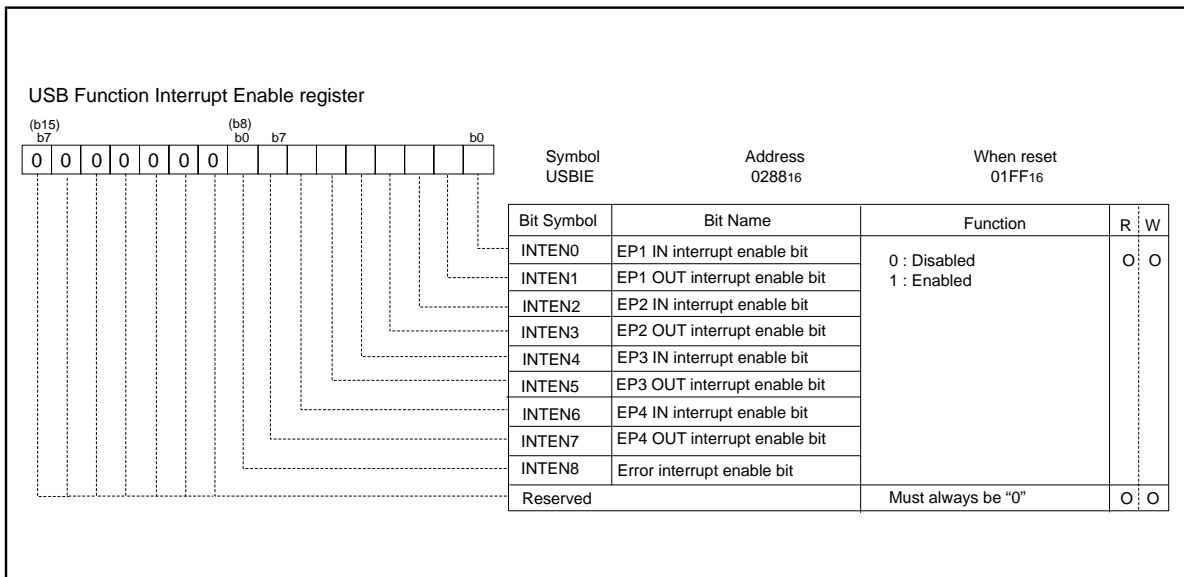 USB Function Interrupt Enable register
(b15) (b8)
b7 b0 b7 b0
0 0 0 0 0 0 0
Symbol Address When reset
USBIE 028816 01FF16
Bit Symbol Bit Name Function R W
INTEN0 EP1 IN interrupt enable bit 0 : Disabled O O
INTEN1 EP1 OUT interrupt enable bit 1 : Enabled
INTEN2 EP2 IN interrupt enable bit
INTEN3 EP2 OUT interrupt enable bit
INTEN4 EP3 IN interrupt enable bit
INTEN5 EP3 OUT interrupt enable bit
INTEN6 EP4 IN interrupt enable bit
INTEN7 EP4 OUT interrupt enable bit
INTEN8 Error interrupt enable bit
Reserved Must always be “0” O O